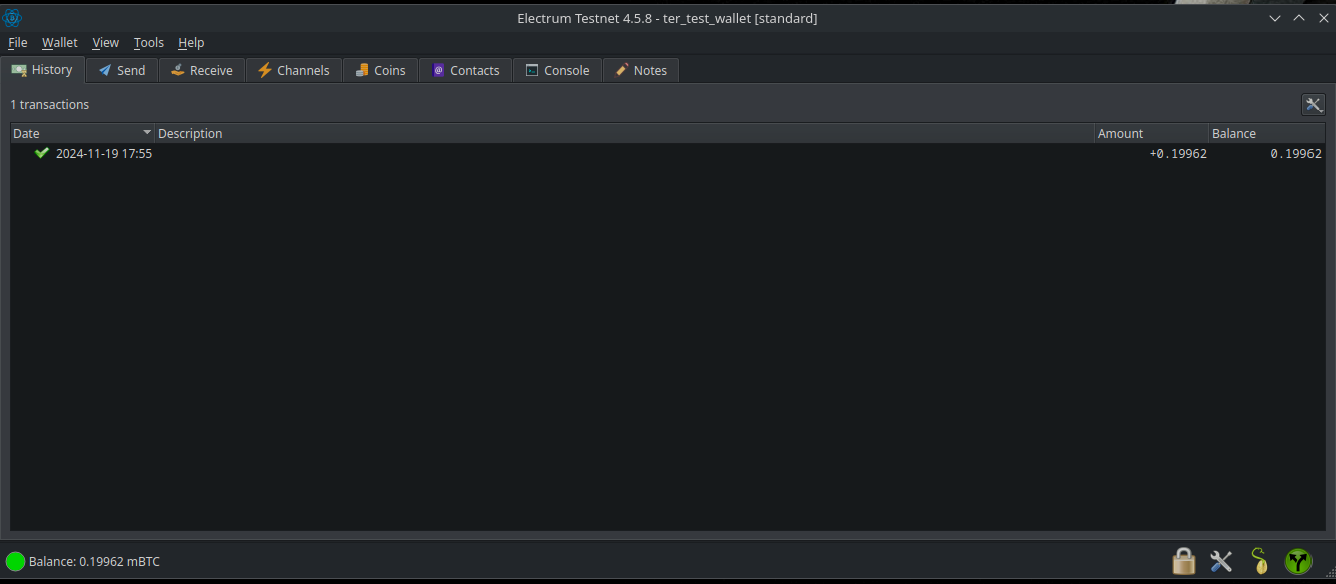 Electrum Testnet 4.5.8 - ter_test_wallet [standard]
File Wallet View Tools Help
History Send Receive Channels Coins @ Contacts Console Notes
1 transactions
Date Description Amount Balance
2024-11-19 17:55 +0.19962 0.19962
Balance: 0.19962 mBTC